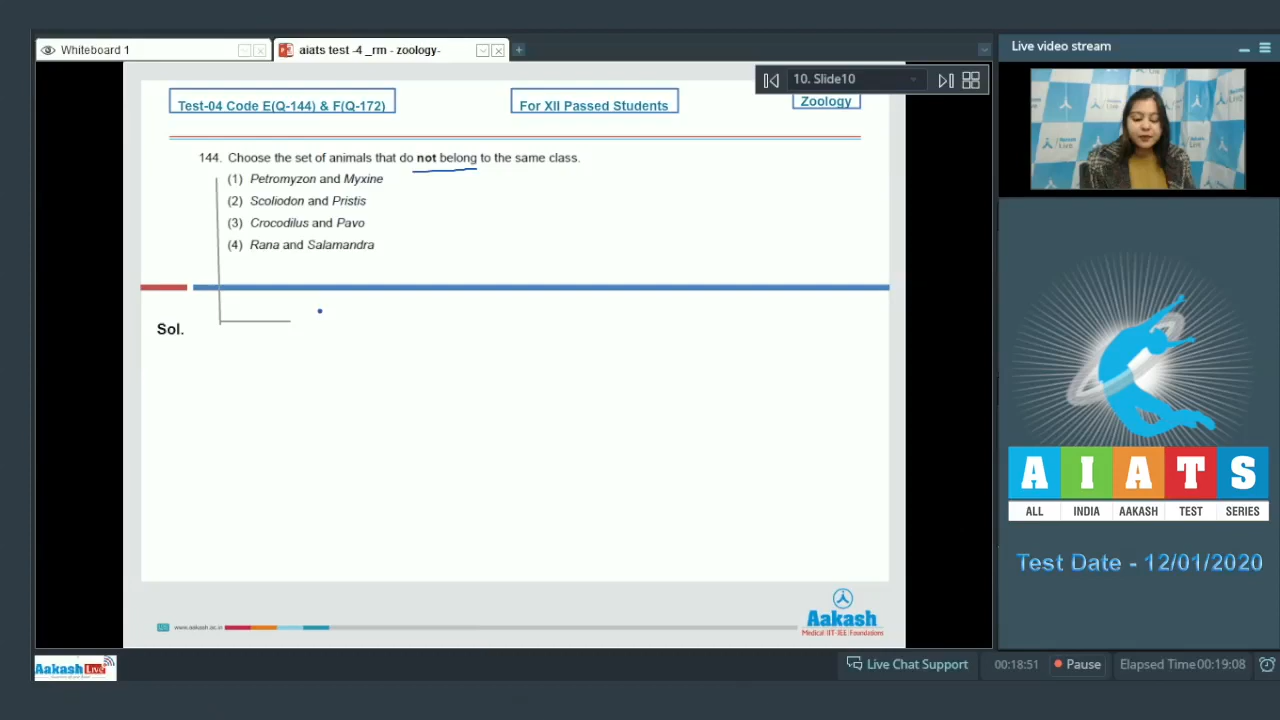 Whiteboard 1
aiats test -4 _rm - zoology-
Live video stream
10. Slide10
Test-04 Code E(Q-144) & F(Q-172)
For XII Passed Students
Zoology
144. Choose the set of animals that do not belong to the same class.
(1) Petromyzon and Myxine
(2) Scoliodon and Pristis
(3) Crocodilus and Pavo
(4) Rana and Salamandra
Sol.
A I A T S
ALL INDIA AAKASH TEST SERIES
Test Date - 12/01/2020
www.aakash.ac.in
Aakash
Medical|IIT-JEE|Foundations
Aakash Live
Live Chat Support
00:18:51
Pause
Elapsed Time 00:19:08